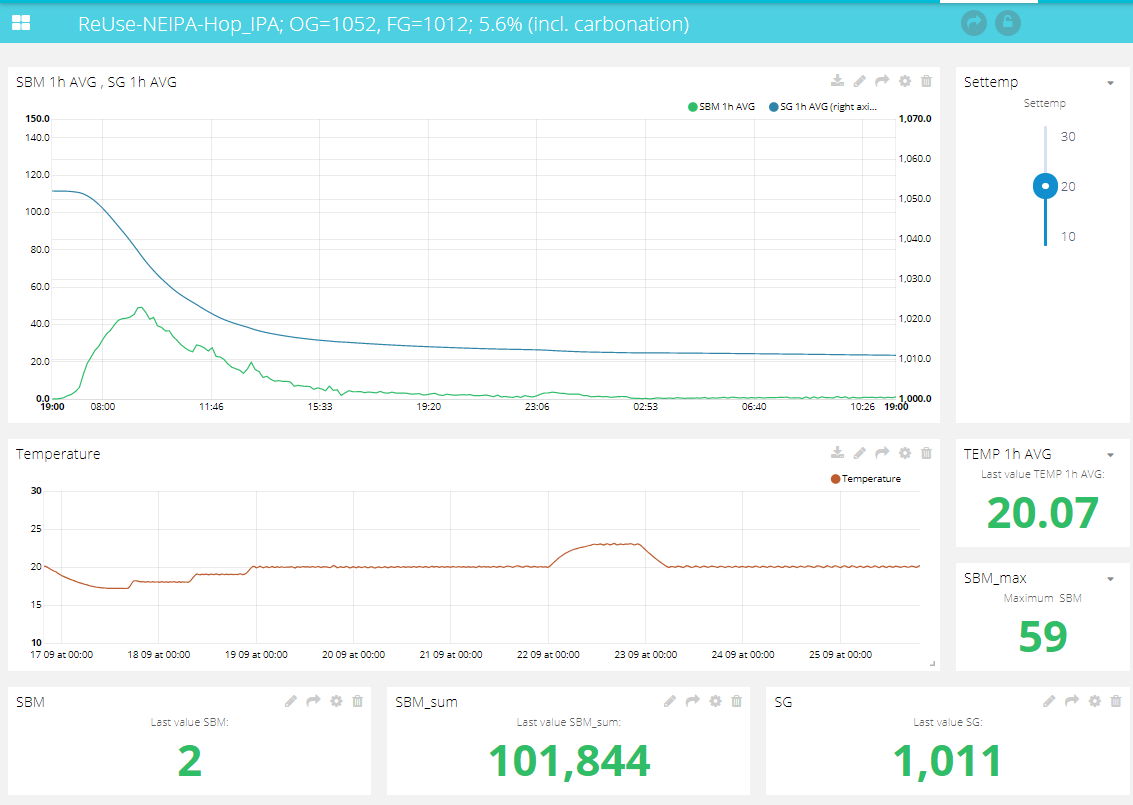 ReUse-NEIPA-Hop_IPA; OG=1052, FG=1012; 5.6% (incl. carbonation)
SBM 1h AVG , SG 1h AVG
SBM 1h AVG
SG 1h AVG (right axi...
150.0
140.0
120.0
100.0
80.0
60.0
40.0
20.0
0.0
1,070.0
1,060.0
1,050.0
1,040.0
1,030.0
1,020.0
1,010.0
1,000.0
19:00 08:00 11:46 15:33 19:20 23:06 02:53 06:40 10:26 19:00
Settemp
Settemp
30
20
10
Temperature
Temperature
30
25
20
15
10
17 09 at 00:00 18 09 at 00:00 19 09 at 00:00 20 09 at 00:00 21 09 at 00:00 22 09 at 00:00 23 09 at 00:00 24 09 at 00:00 25 09 at 00:00
TEMP 1h AVG
Last value TEMP 1h AVG:
20.07
SBM_max
Maximum SBM
59
SBM
Last value SBM:
2
SBM_sum
Last value SBM_sum:
101,844
SG
Last value SG:
1,011